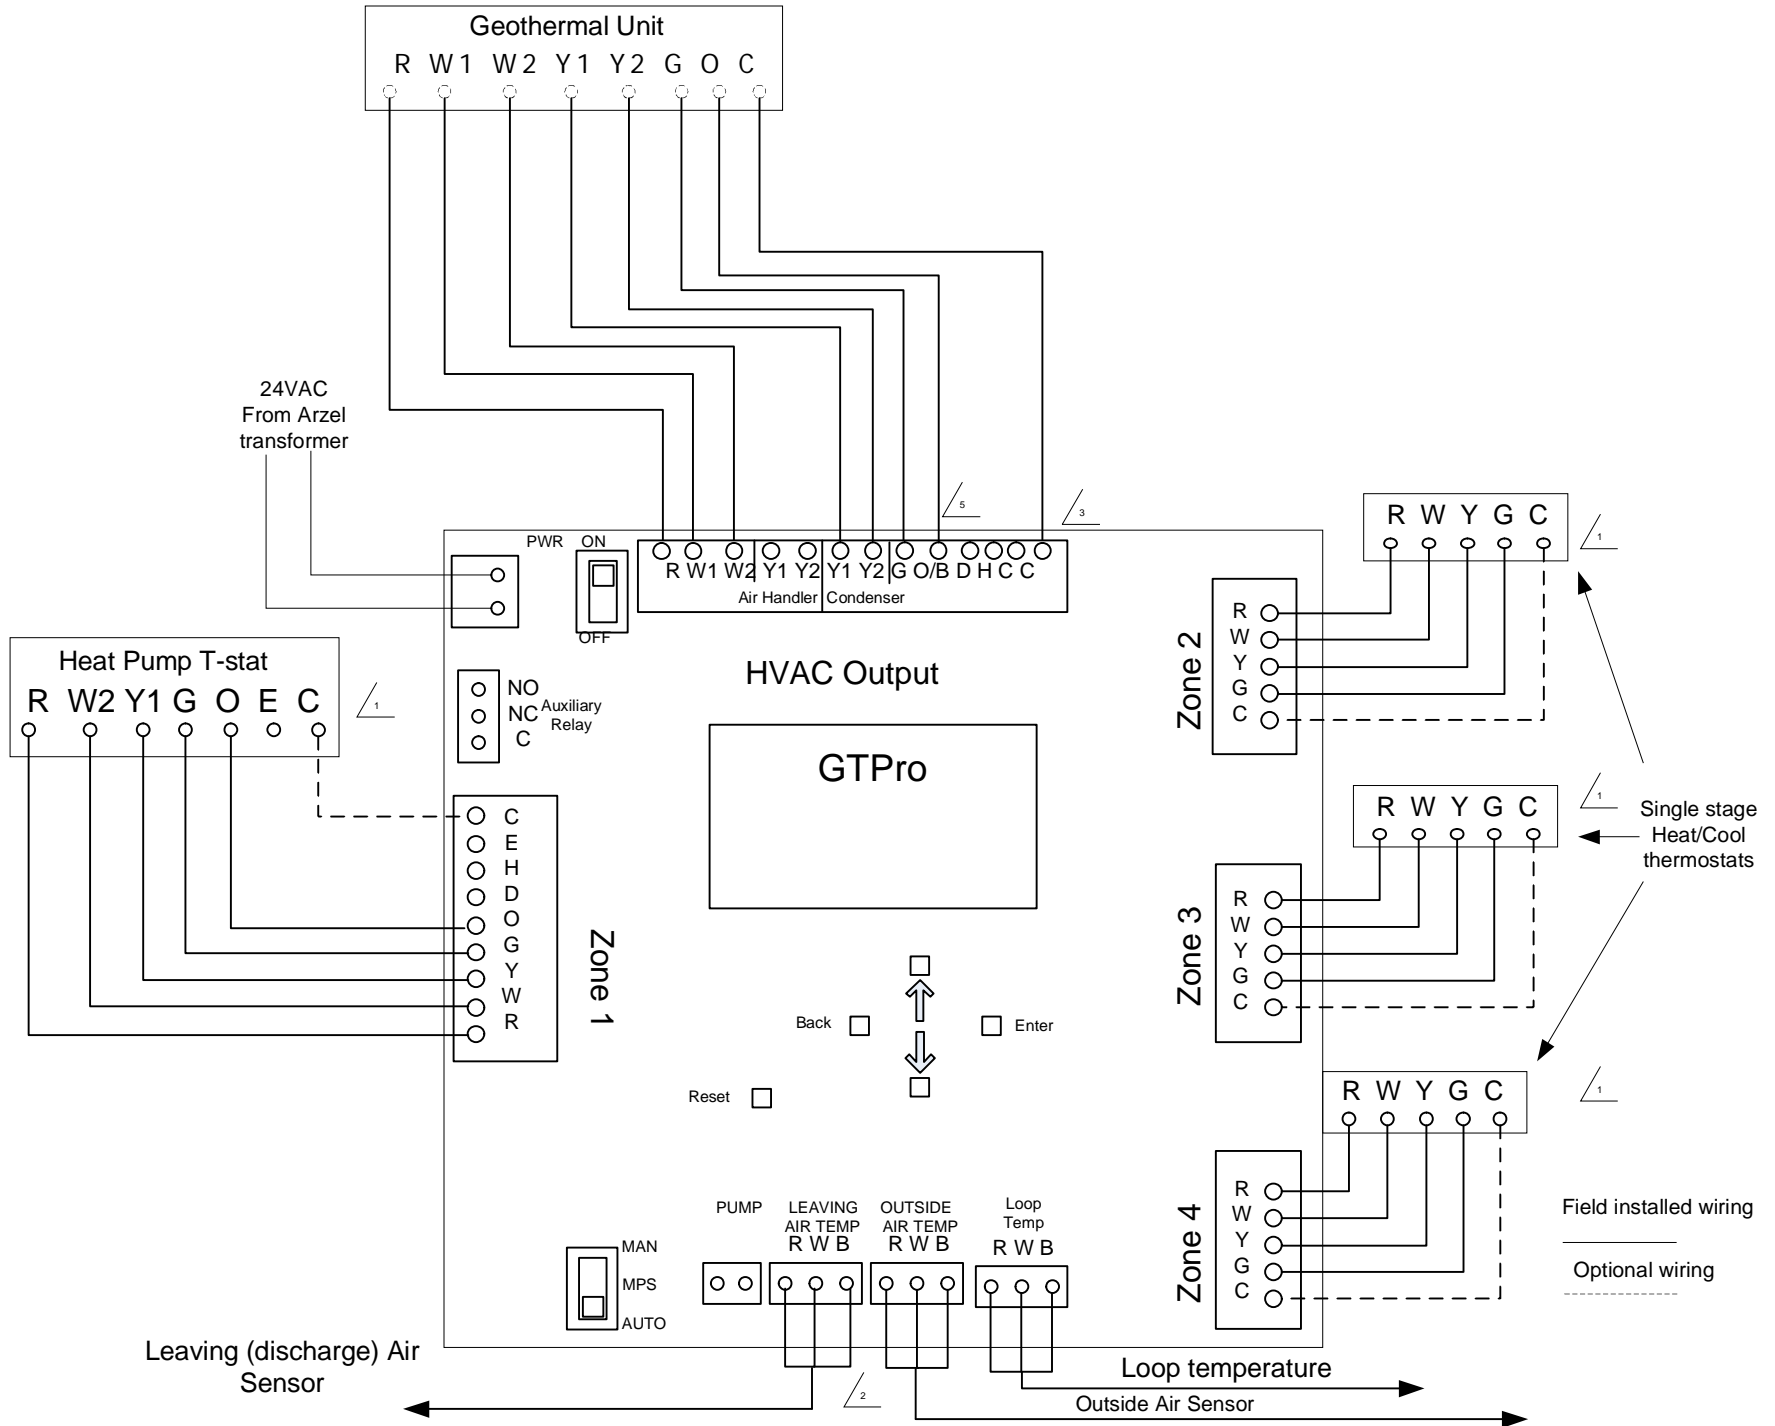 Geothermal Unit
R W1 W2 Y1 Y2 G O C
24VAC
From Arzel
transformer
5
3
PWR ON
OFF
R W1 W2 Y1 Y2 Y1 Y2 G O/B D H C C
Air Handler Condenser
HVAC Output
Heat Pump T-stat
R W2 Y1 G O E C
1
NO
NC
C
Auxiliary
Relay
GTPro
C
E
H
D
O
G
Y
W
R
Zone 1
R W Y G C
1
R
W
Y
G
C
Zone 2
R W Y G C
1
Single stage
Heat/Cool
thermostats
R
W
Y
G
C
Zone 3
R W Y G C
1
R
W
Y
G
C
Zone 4
Back
Enter
Reset
MAN
MPS
AUTO
PUMP
LEAVING
AIR TEMP
R W B
OUTSIDE
AIR TEMP
R W B
Loop
Temp
R W B
Field installed wiring
Optional wiring
Leaving (discharge) Air
Sensor
2
Loop temperature
Outside Air Sensor